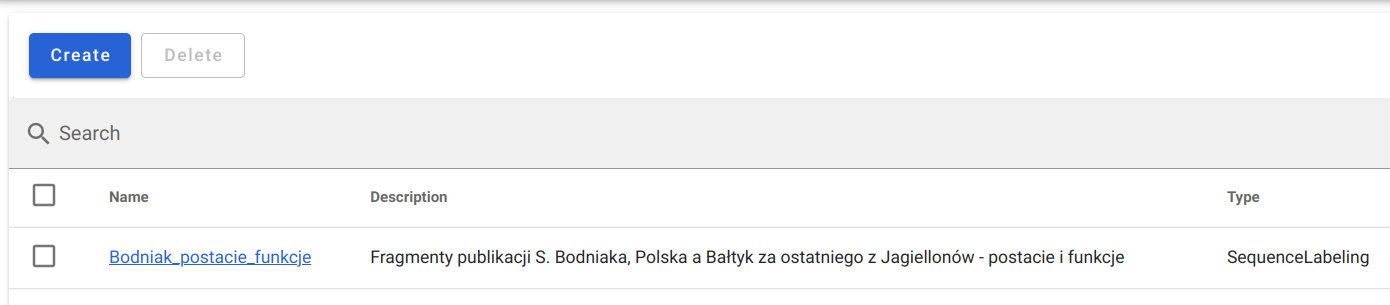 Create Delete
Search
Name Description Type
Bodniak_postacie_funkcje Fragmenty publikacji S. Bodniaka, Polska a Bałtyk za ostatniego z Jagiellonów - postacie i funkcje SequenceLabeling